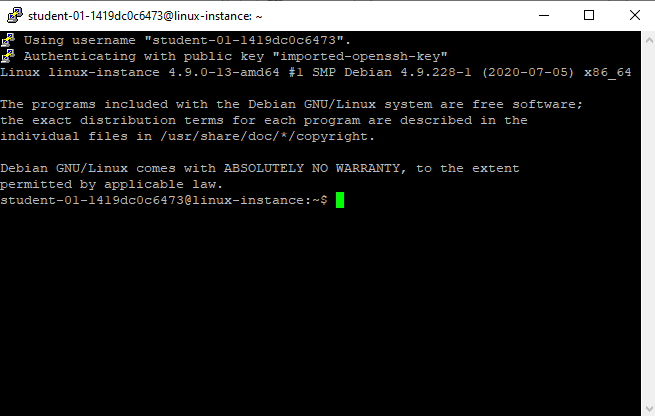 student-01-1419dc0c6473@linux-instance: ~
Using username "student-01-1419dc0c6473".
Authenticating with public key "imported-openssh-key"
Linux linux-instance 4.9.0-13-amd64 #1 SMP Debian 4.9.228-1 (2020-07-05) x86_64
The programs included with the Debian GNU/Linux system are free software;
the exact distribution terms for each program are described in the
individual files in /usr/share/doc/*/copyright.
Debian GNU/Linux comes with ABSOLUTELY NO WARRANTY, to the extent
permitted by applicable law.
student-01-1419dc0c6473@linux-instance:~$